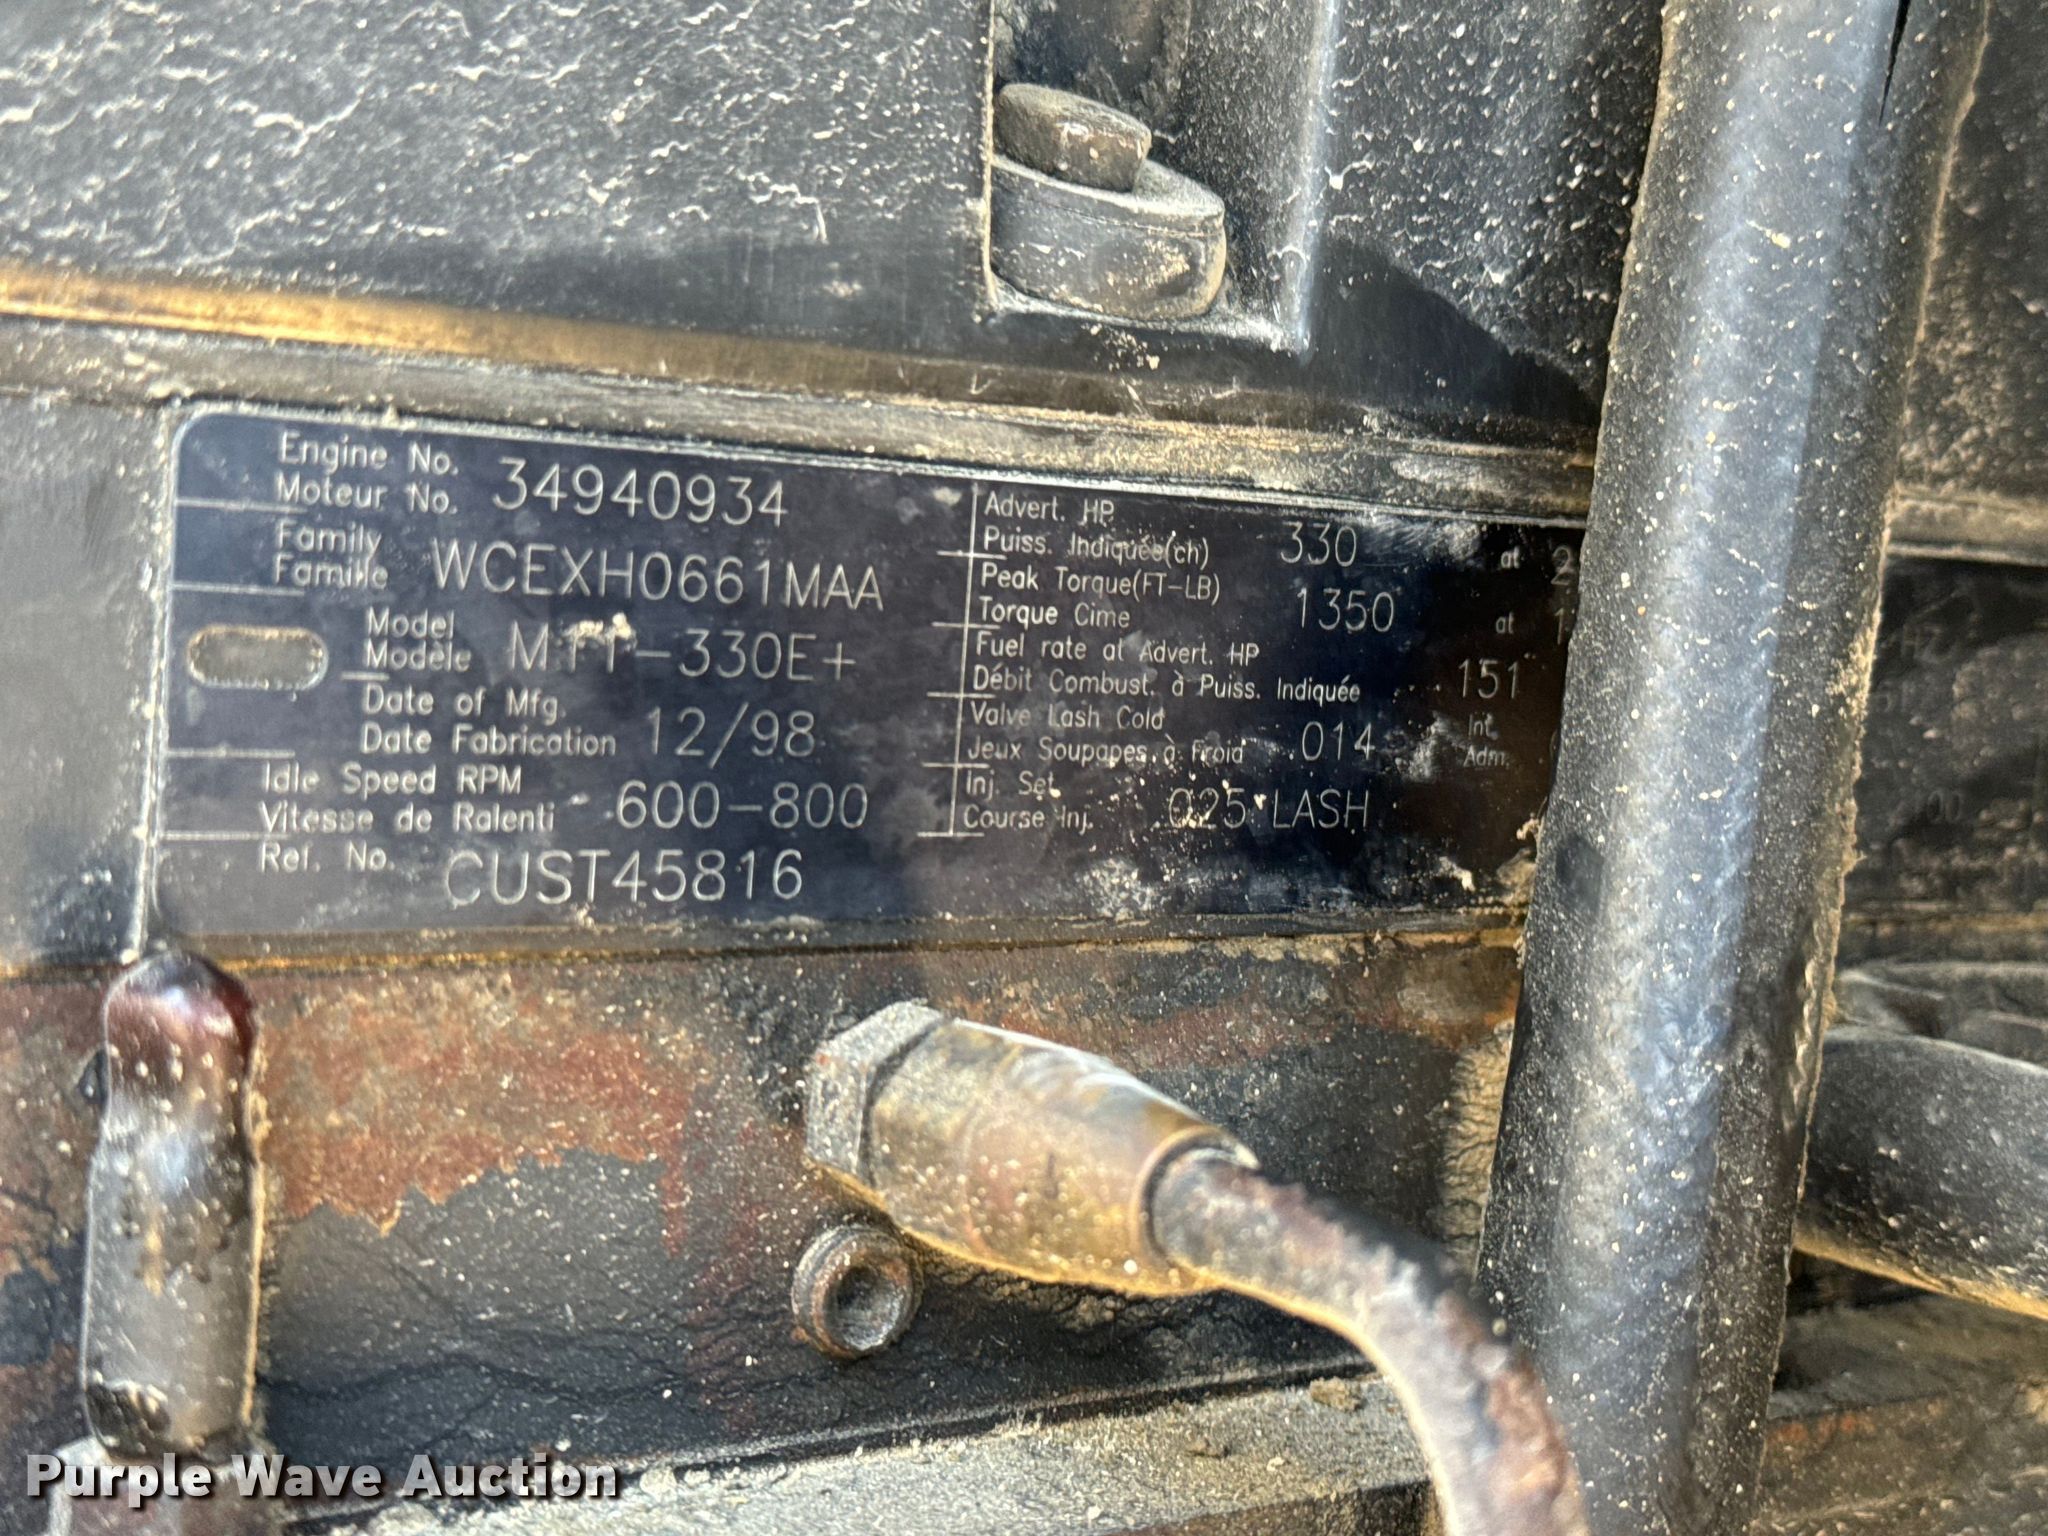 Engine No.
Moteur No. 34940934
Family
Famille WCEXH0661MAA
Model
Modèle M11-330E+
Date of Mfg.
Date Fabrication 12/98
Idle Speed RPM
Vitesse de Ralenti 600-800
Ref. No. CUST45816
Advert. HP
Puiss. Indiquée(ch) 330 at
Peak Torque(FT-LB)
Torque Cime 1350 at
Fuel rate at Advert. HP
Débit Combust. à Puiss. Indiquée 151
Valve Lash Cold Int.
Jeux Soupapes à Froid .014 Adm.
Inj. Set
Course Inj. .025 LASH
Purple Wave Auction